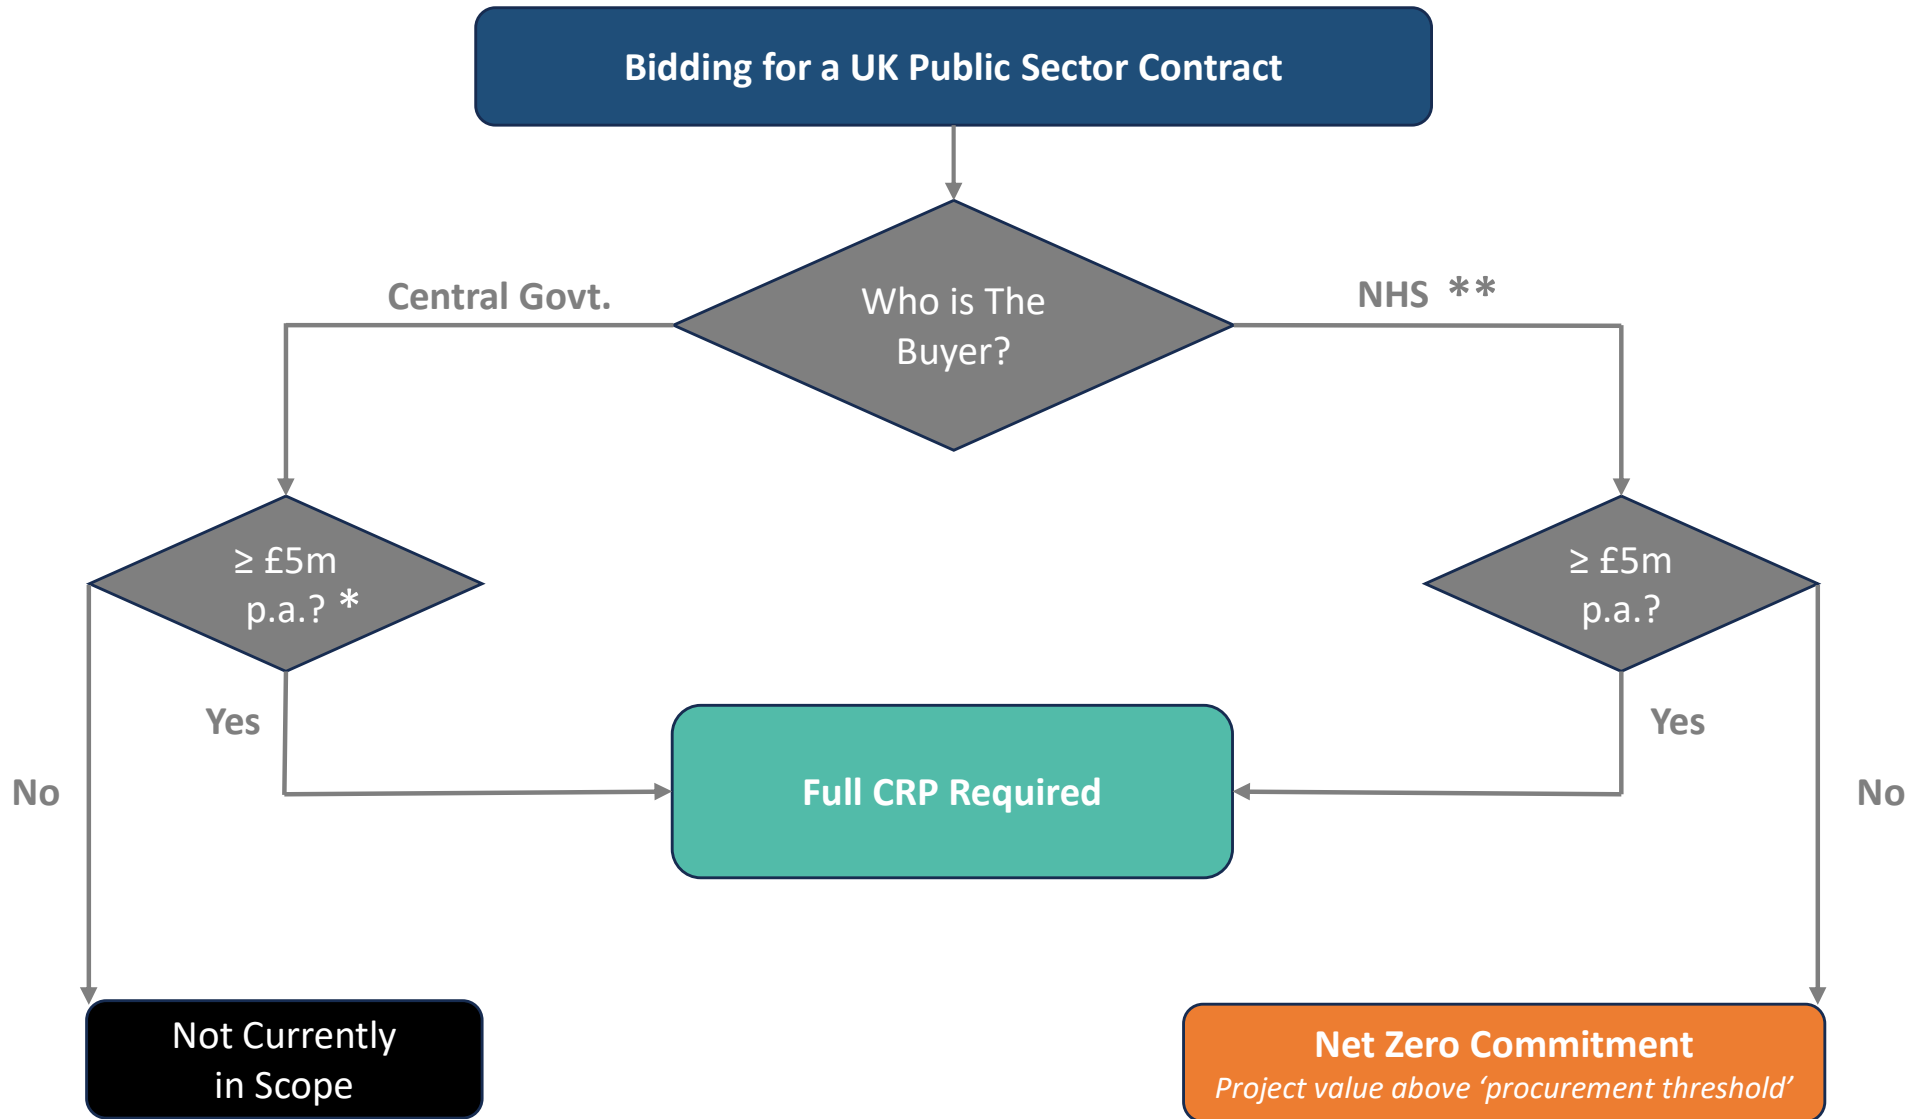 Bidding for a UK Public Sector Contract
Central Govt.
Who is The
Buyer?
NHS **
≥ £5m
p.a.? *
≥ £5m
p.a.?
Yes
Yes
No
Full CRP Required
No
Not Currently
in Scope
Net Zero Commitment
Project value above ‘procurement threshold’